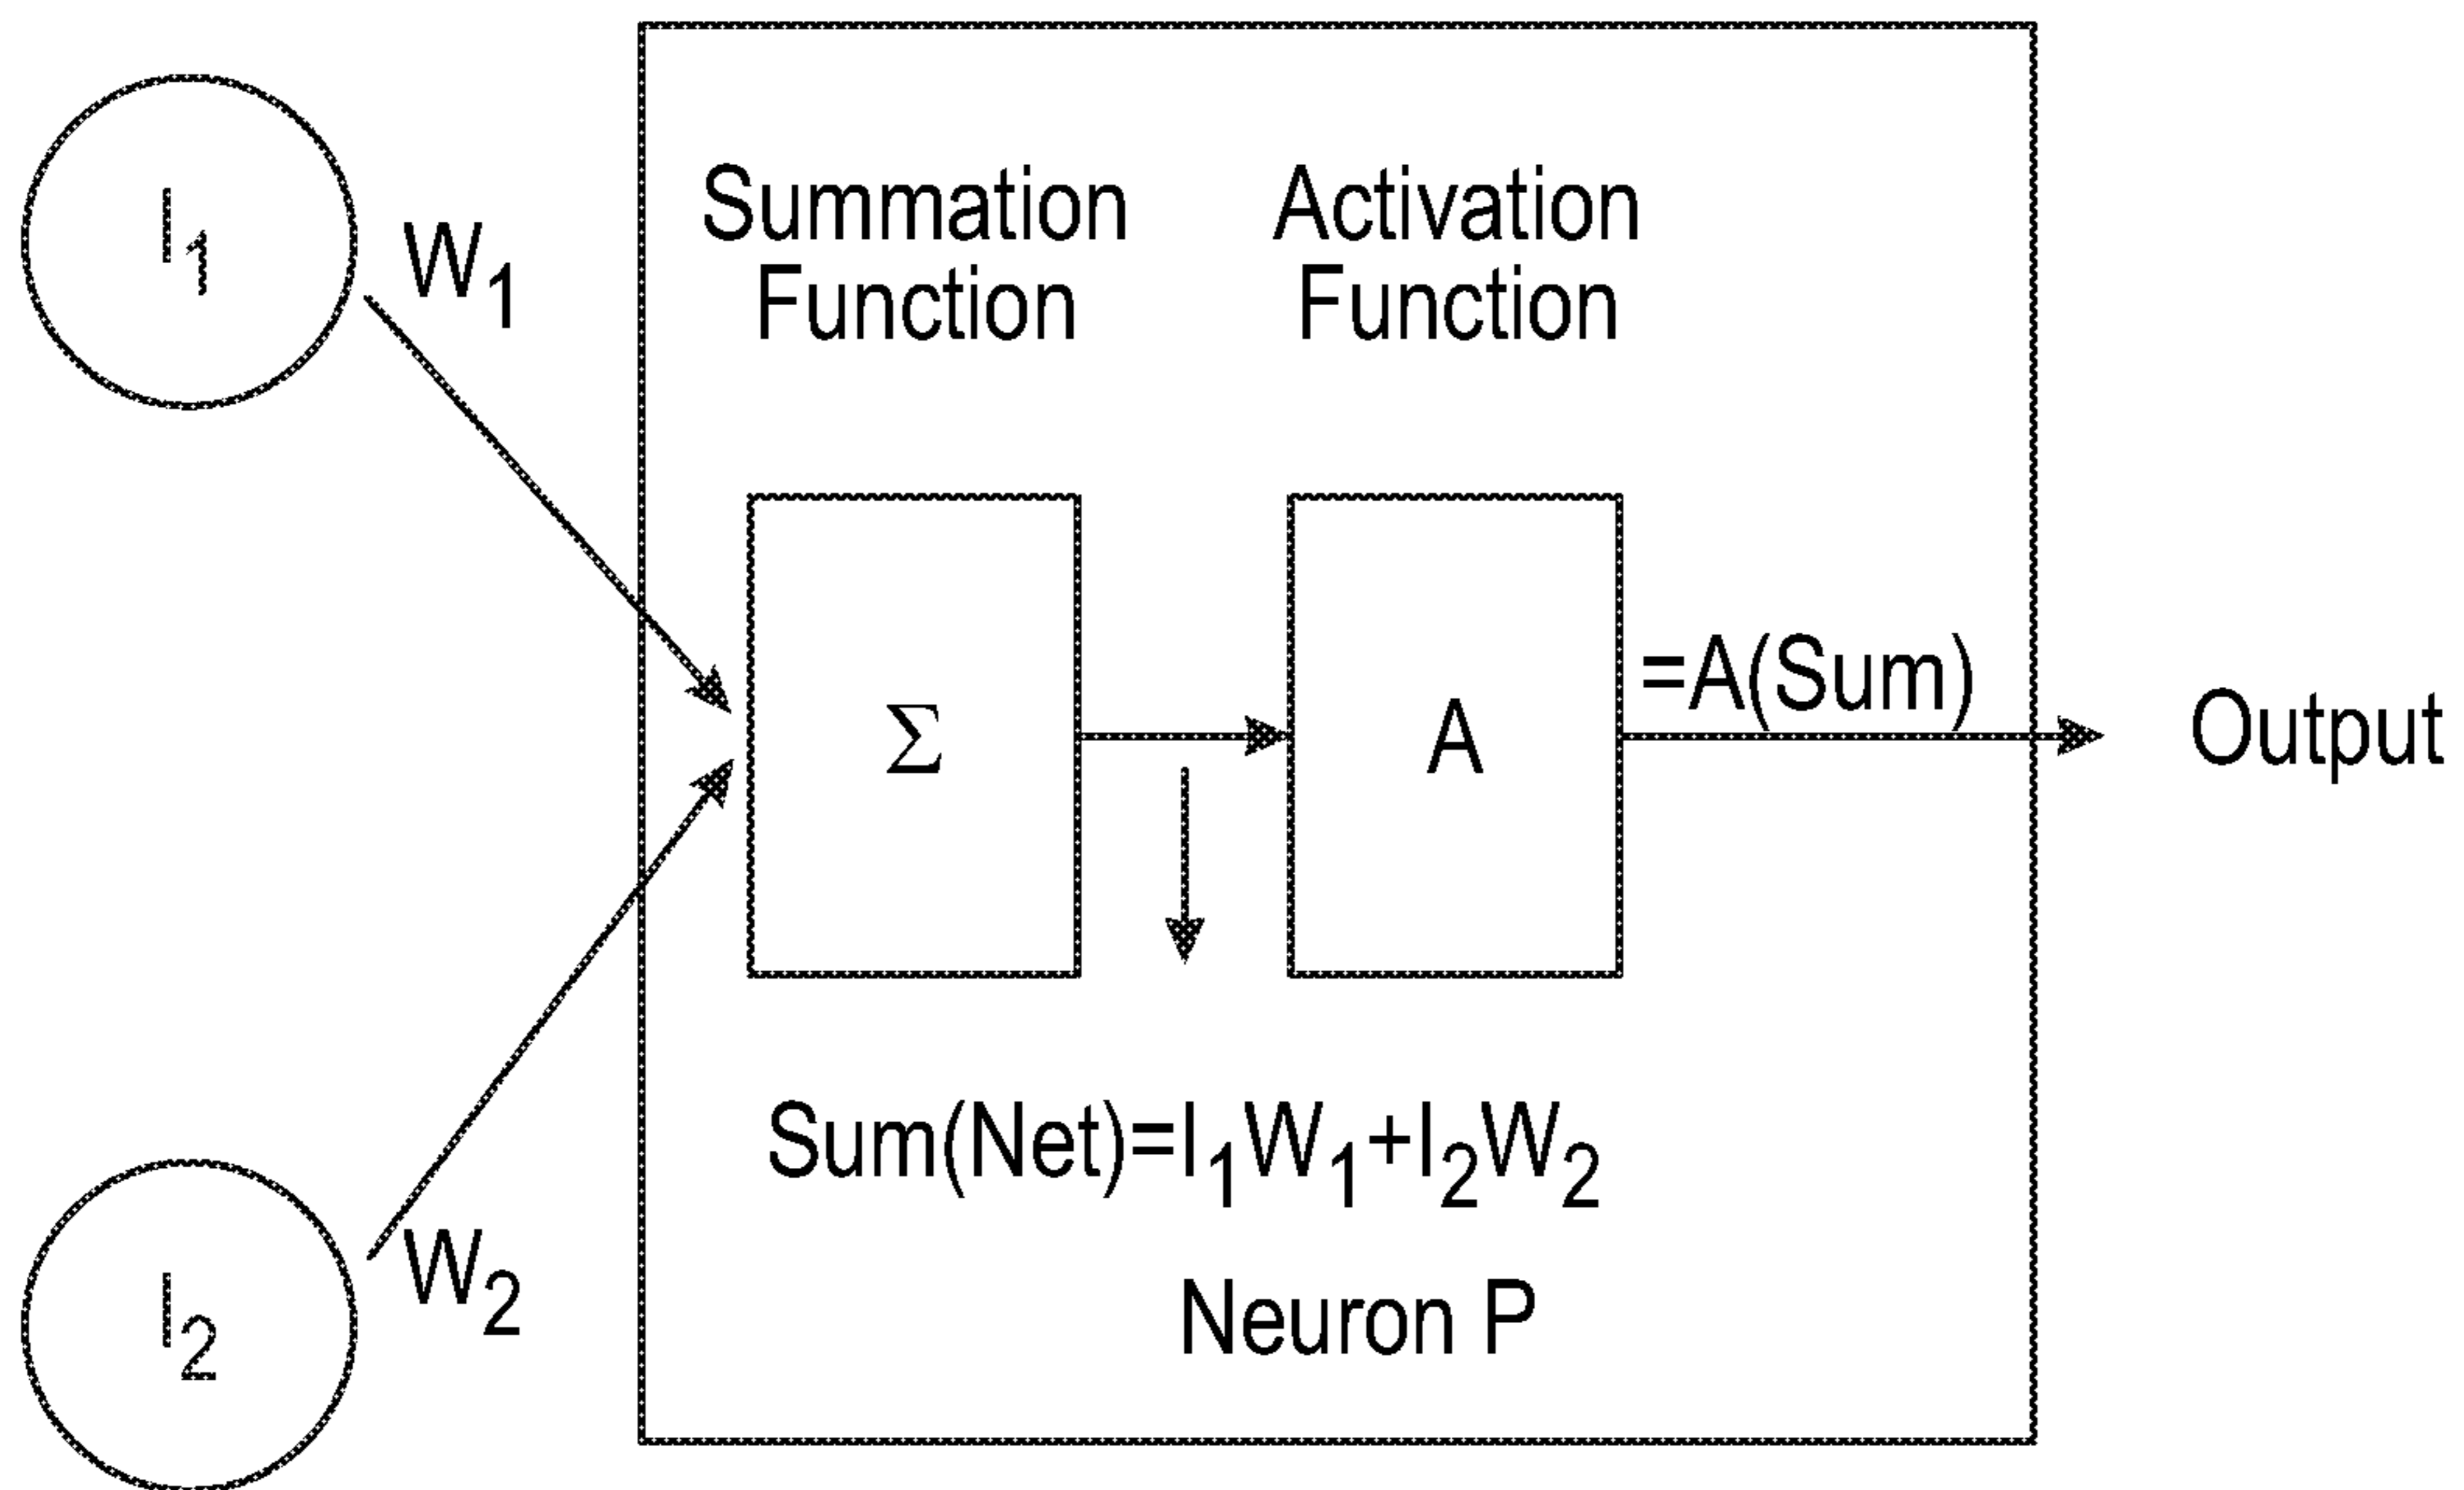 I₁
W₁
Summation
Function
Activation
Function
Σ
A
=A(Sum)
Output
Sum(Net)=I₁W₁+I₂W₂
I₂
W₂
Neuron P